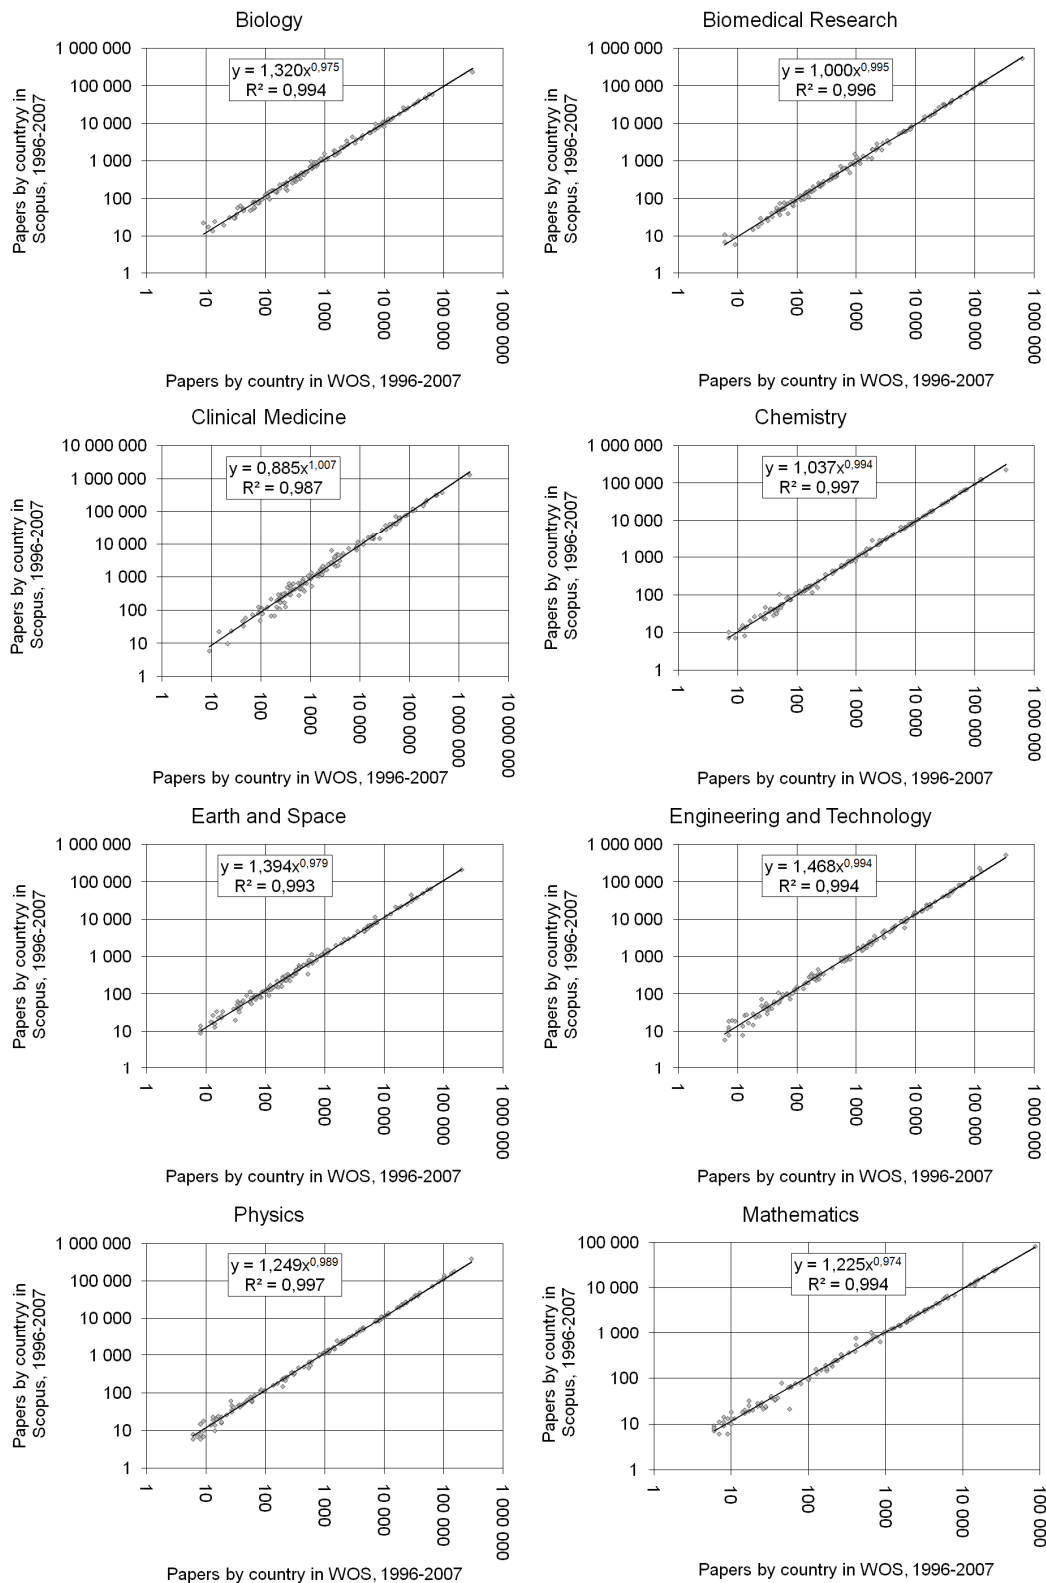 Biology
1 000 000
100 000
10 000
1 000
100
10
1
y = 1,320x^0,975
R² = 0,994
Papers by countryy in
Scopus, 1996-2007
1
10
100
1 000
10 000
100 000
1 000 000
Papers by country in WOS, 1996-2007
Biomedical Research
1 000 000
100 000
10 000
1 000
100
10
1
y = 1,000x^0,995
R² = 0,996
Papers by country in
Scopus, 1996-2007
1
10
100
1 000
10 000
100 000
1 000 000
Papers by country in WOS, 1996-2007
Clinical Medicine
10 000 000
1 000 000
100 000
10 000
1 000
100
10
1
y = 0,885x^1,007
R² = 0,987
Papers by country in
Scopus, 1996-2007
1
10
100
1 000
10 000
100 000
1 000 000
10 000 000
Papers by country in WOS, 1996-2007
Chemistry
1 000 000
100 000
10 000
1 000
100
10
1
y = 1,037x^0,994
R² = 0,997
Papers by country in
Scopus, 1996-2007
1
10
100
1 000
10 000
100 000
1 000 000
Papers by country in WOS, 1996-2007
Earth and Space
1 000 000
100 000
10 000
1 000
100
10
1
y = 1,394x^0,979
R² = 0,993
Papers by country in
Scopus, 1996-2007
1
10
100
1 000
10 000
100 000
1 000 000
Papers by country in WOS, 1996-2007
Engineering and Technology
1 000 000
100 000
10 000
1 000
100
10
1
y = 1,468x^0,994
R² = 0,994
Papers by country in
Scopus, 1996-2007
1
10
100
1 000
10 000
100 000
1 000 000
Papers by country in WOS, 1996-2007
Physics
1 000 000
100 000
10 000
1 000
100
10
1
y = 1,249x^0,989
R² = 0,997
Papers by countryy in
Scopus, 1996-2007
1
10
100
1 000
10 000
100 000
1 000 000
Papers by country in WOS, 1996-2007
Mathematics
100 000
10 000
1 000
100
10
1
y = 1,225x^0,974
R² = 0,994
Papers by country in
Scopus, 1996-2007
1
10
100
1 000
10 000
100 000
Papers by country in WOS, 1996-2007